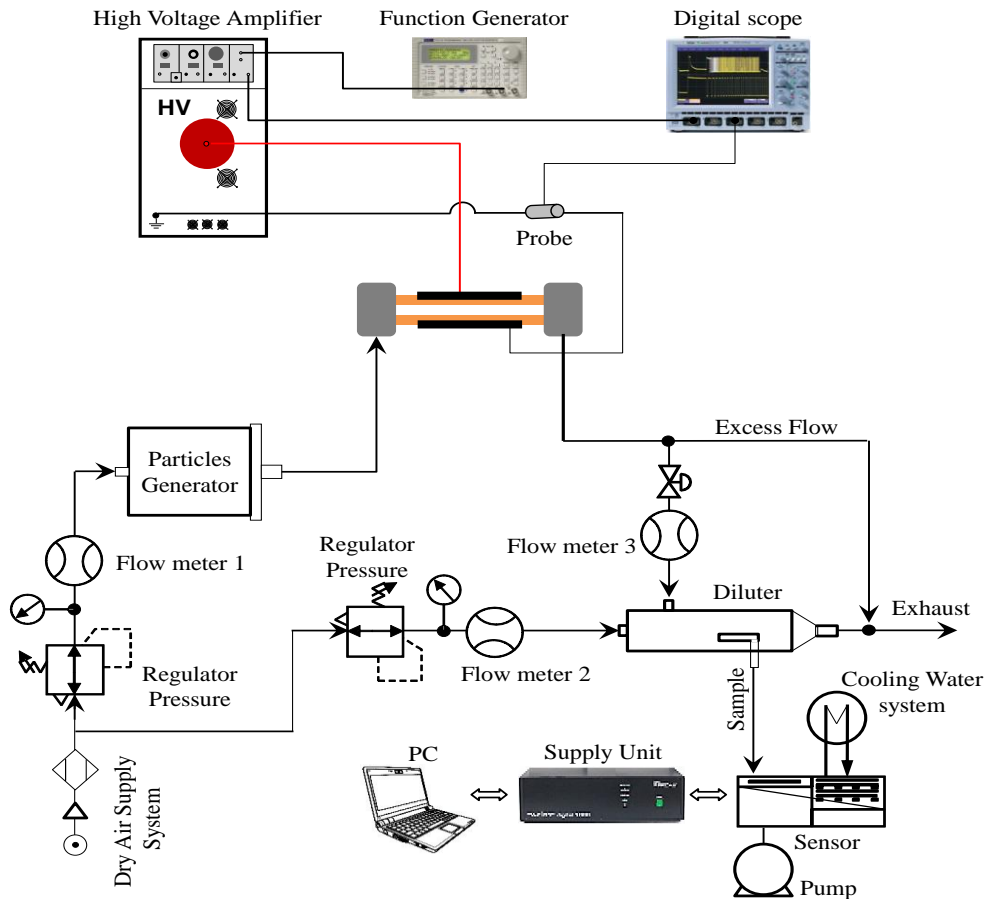 High Voltage Amplifier
Function Generator
Digital scope
HV
Probe
Excess Flow
Particles
Generator
Flow meter 1
Regulator
Pressure
Flow meter 3
Diluter
Exhaust
Flow meter 2
Regulator
Pressure
Sample
Cooling Water
system
PC
Supply Unit
Dry Air Supply
System
Sensor
Pump